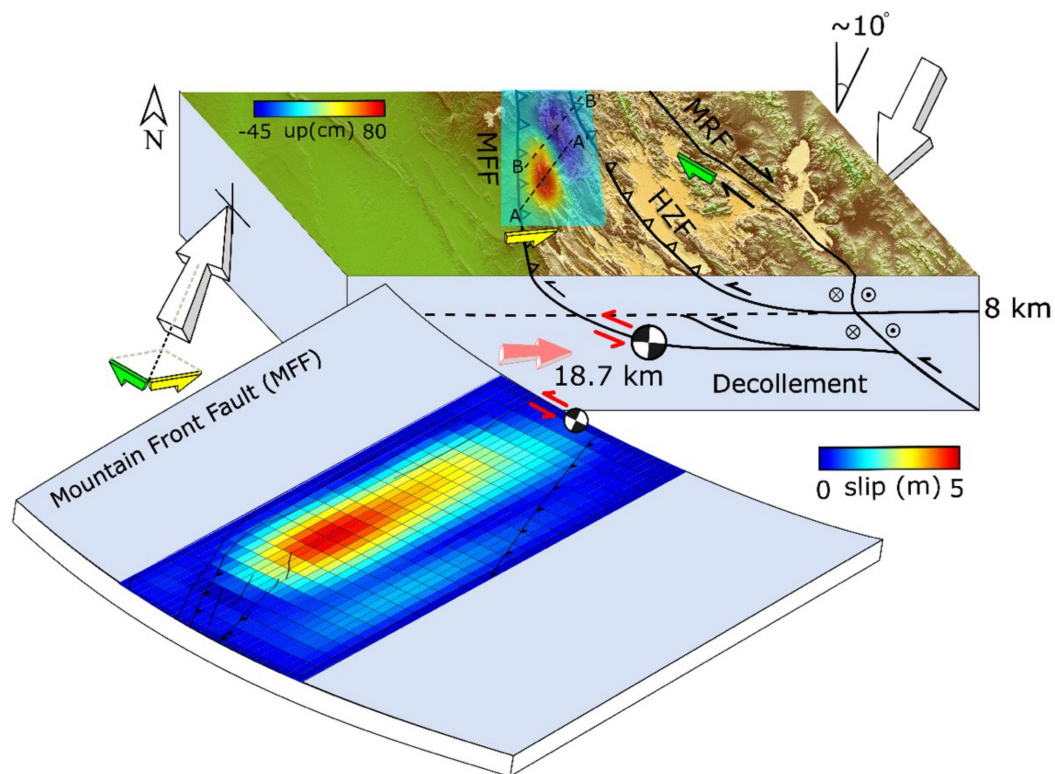 ~10°
N
-45 up(cm) 80
MFF
B'
A'
B
A
MRF
HZF
8 km
18.7 km
Decollement
Mountain Front Fault (MFF)
0 slip (m) 5